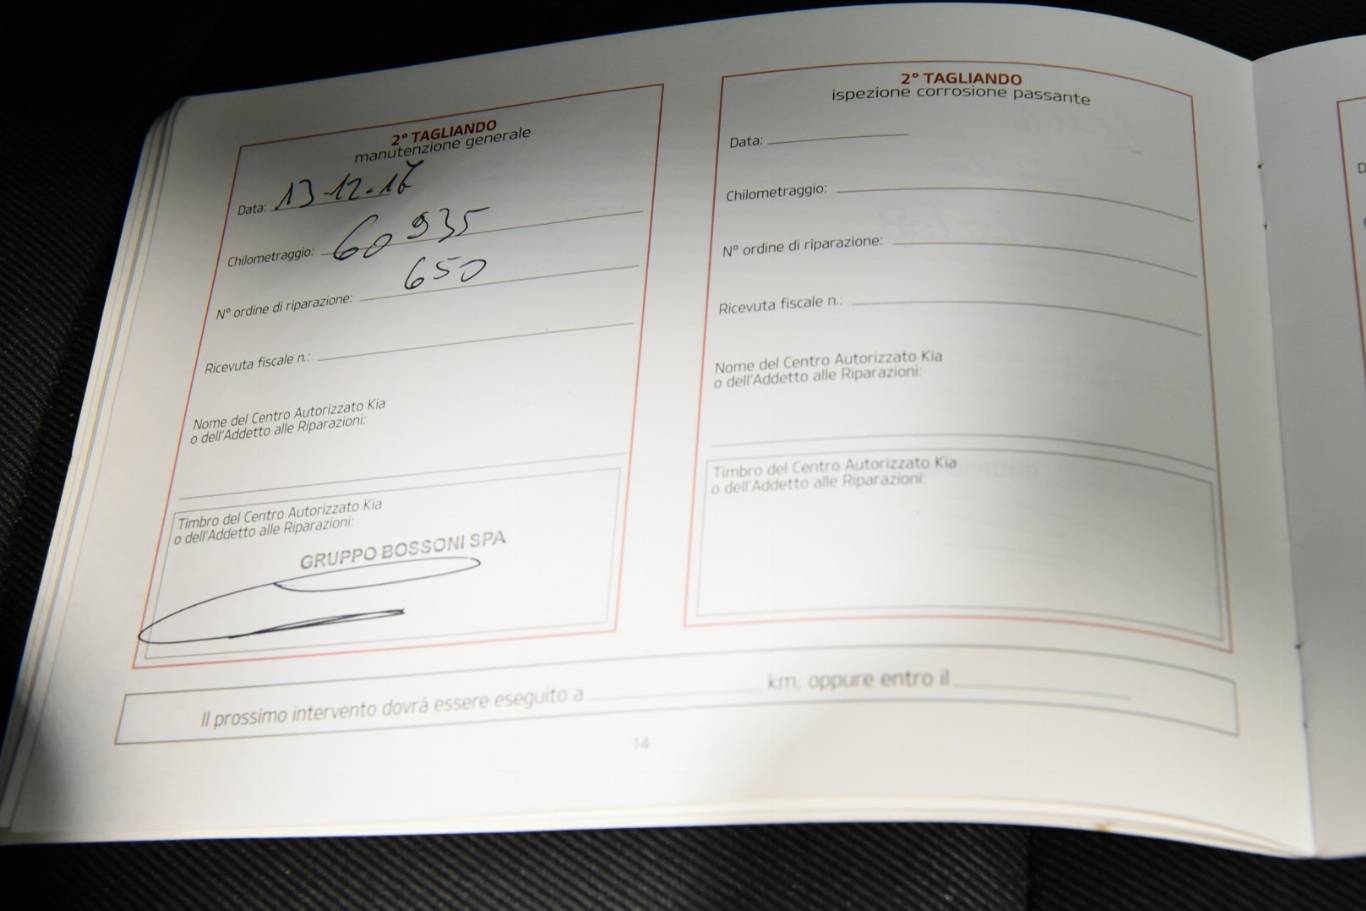 2° TAGLIANDO
manutenzione generale
Data: 13-12-17
Chilometraggio: 60935
N° ordine di riparazione: 650
Ricevuta fiscale n.:
Nome del Centro Autorizzato Kia
o dell'Addetto alle Riparazioni:
Timbro del Centro Autorizzato Kia
o dell'Addetto alle Riparazioni:
GRUPPO BOSSONI SPA
2° TAGLIANDO
ispezione corrosione passante
Data:
Chilometraggio:
N° ordine di riparazione:
Ricevuta fiscale n.:
Nome del Centro Autorizzato Kia
o dell'Addetto alle Riparazioni:
Timbro del Centro Autorizzato Kia
o dell'Addetto alle Riparazioni:
Il prossimo intervento dovrà essere eseguito a km, oppure entro il
14
D